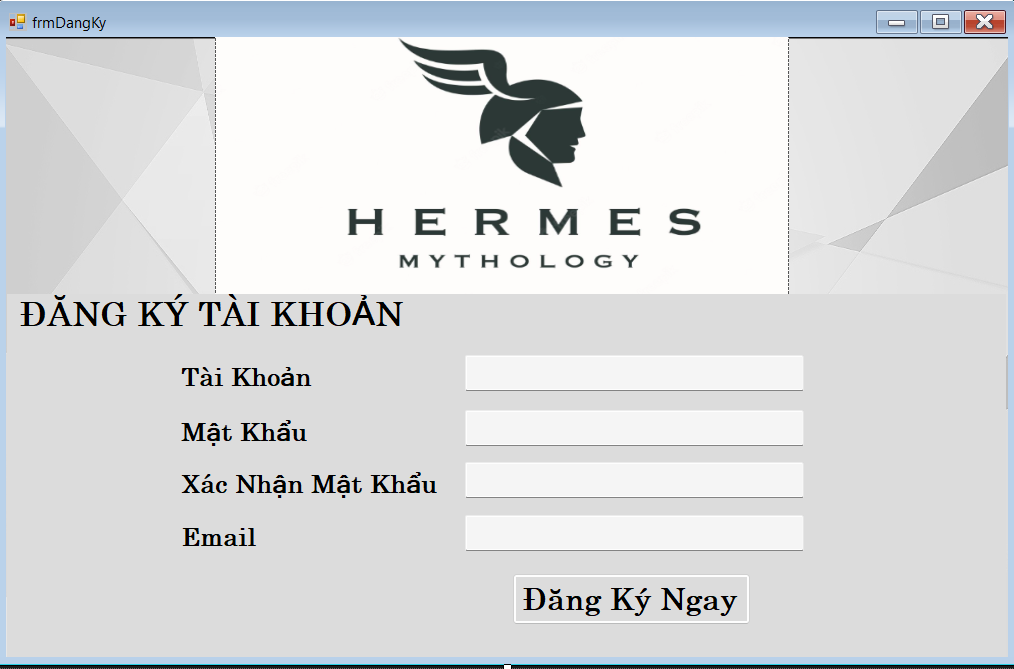 frmDangKy
HERMES
MYTHOLOGY
ĐĂNG KÝ TÀI KHOẢN
Tài Khoản
Mật Khẩu
Xác Nhận Mật Khẩu
Email
Đăng Ký Ngay